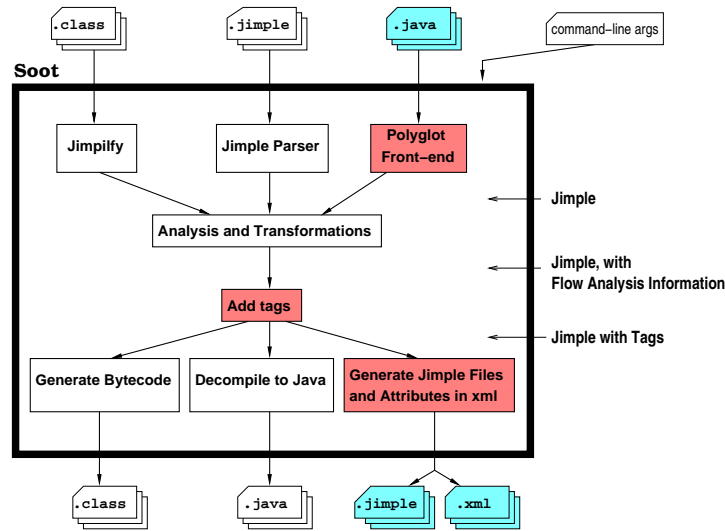 .class
.jimple
.java
command-line args
Soot
Jimpilfy
Jimple Parser
Polyglot
Front-end
Jimple
Analysis and Transformations
Jimple, with
Flow Analysis Information
Add tags
Jimple with Tags
Generate Bytecode
Decompile to Java
Generate Jimple Files
and Attributes in xml
.class
.java
.jimple
.xml